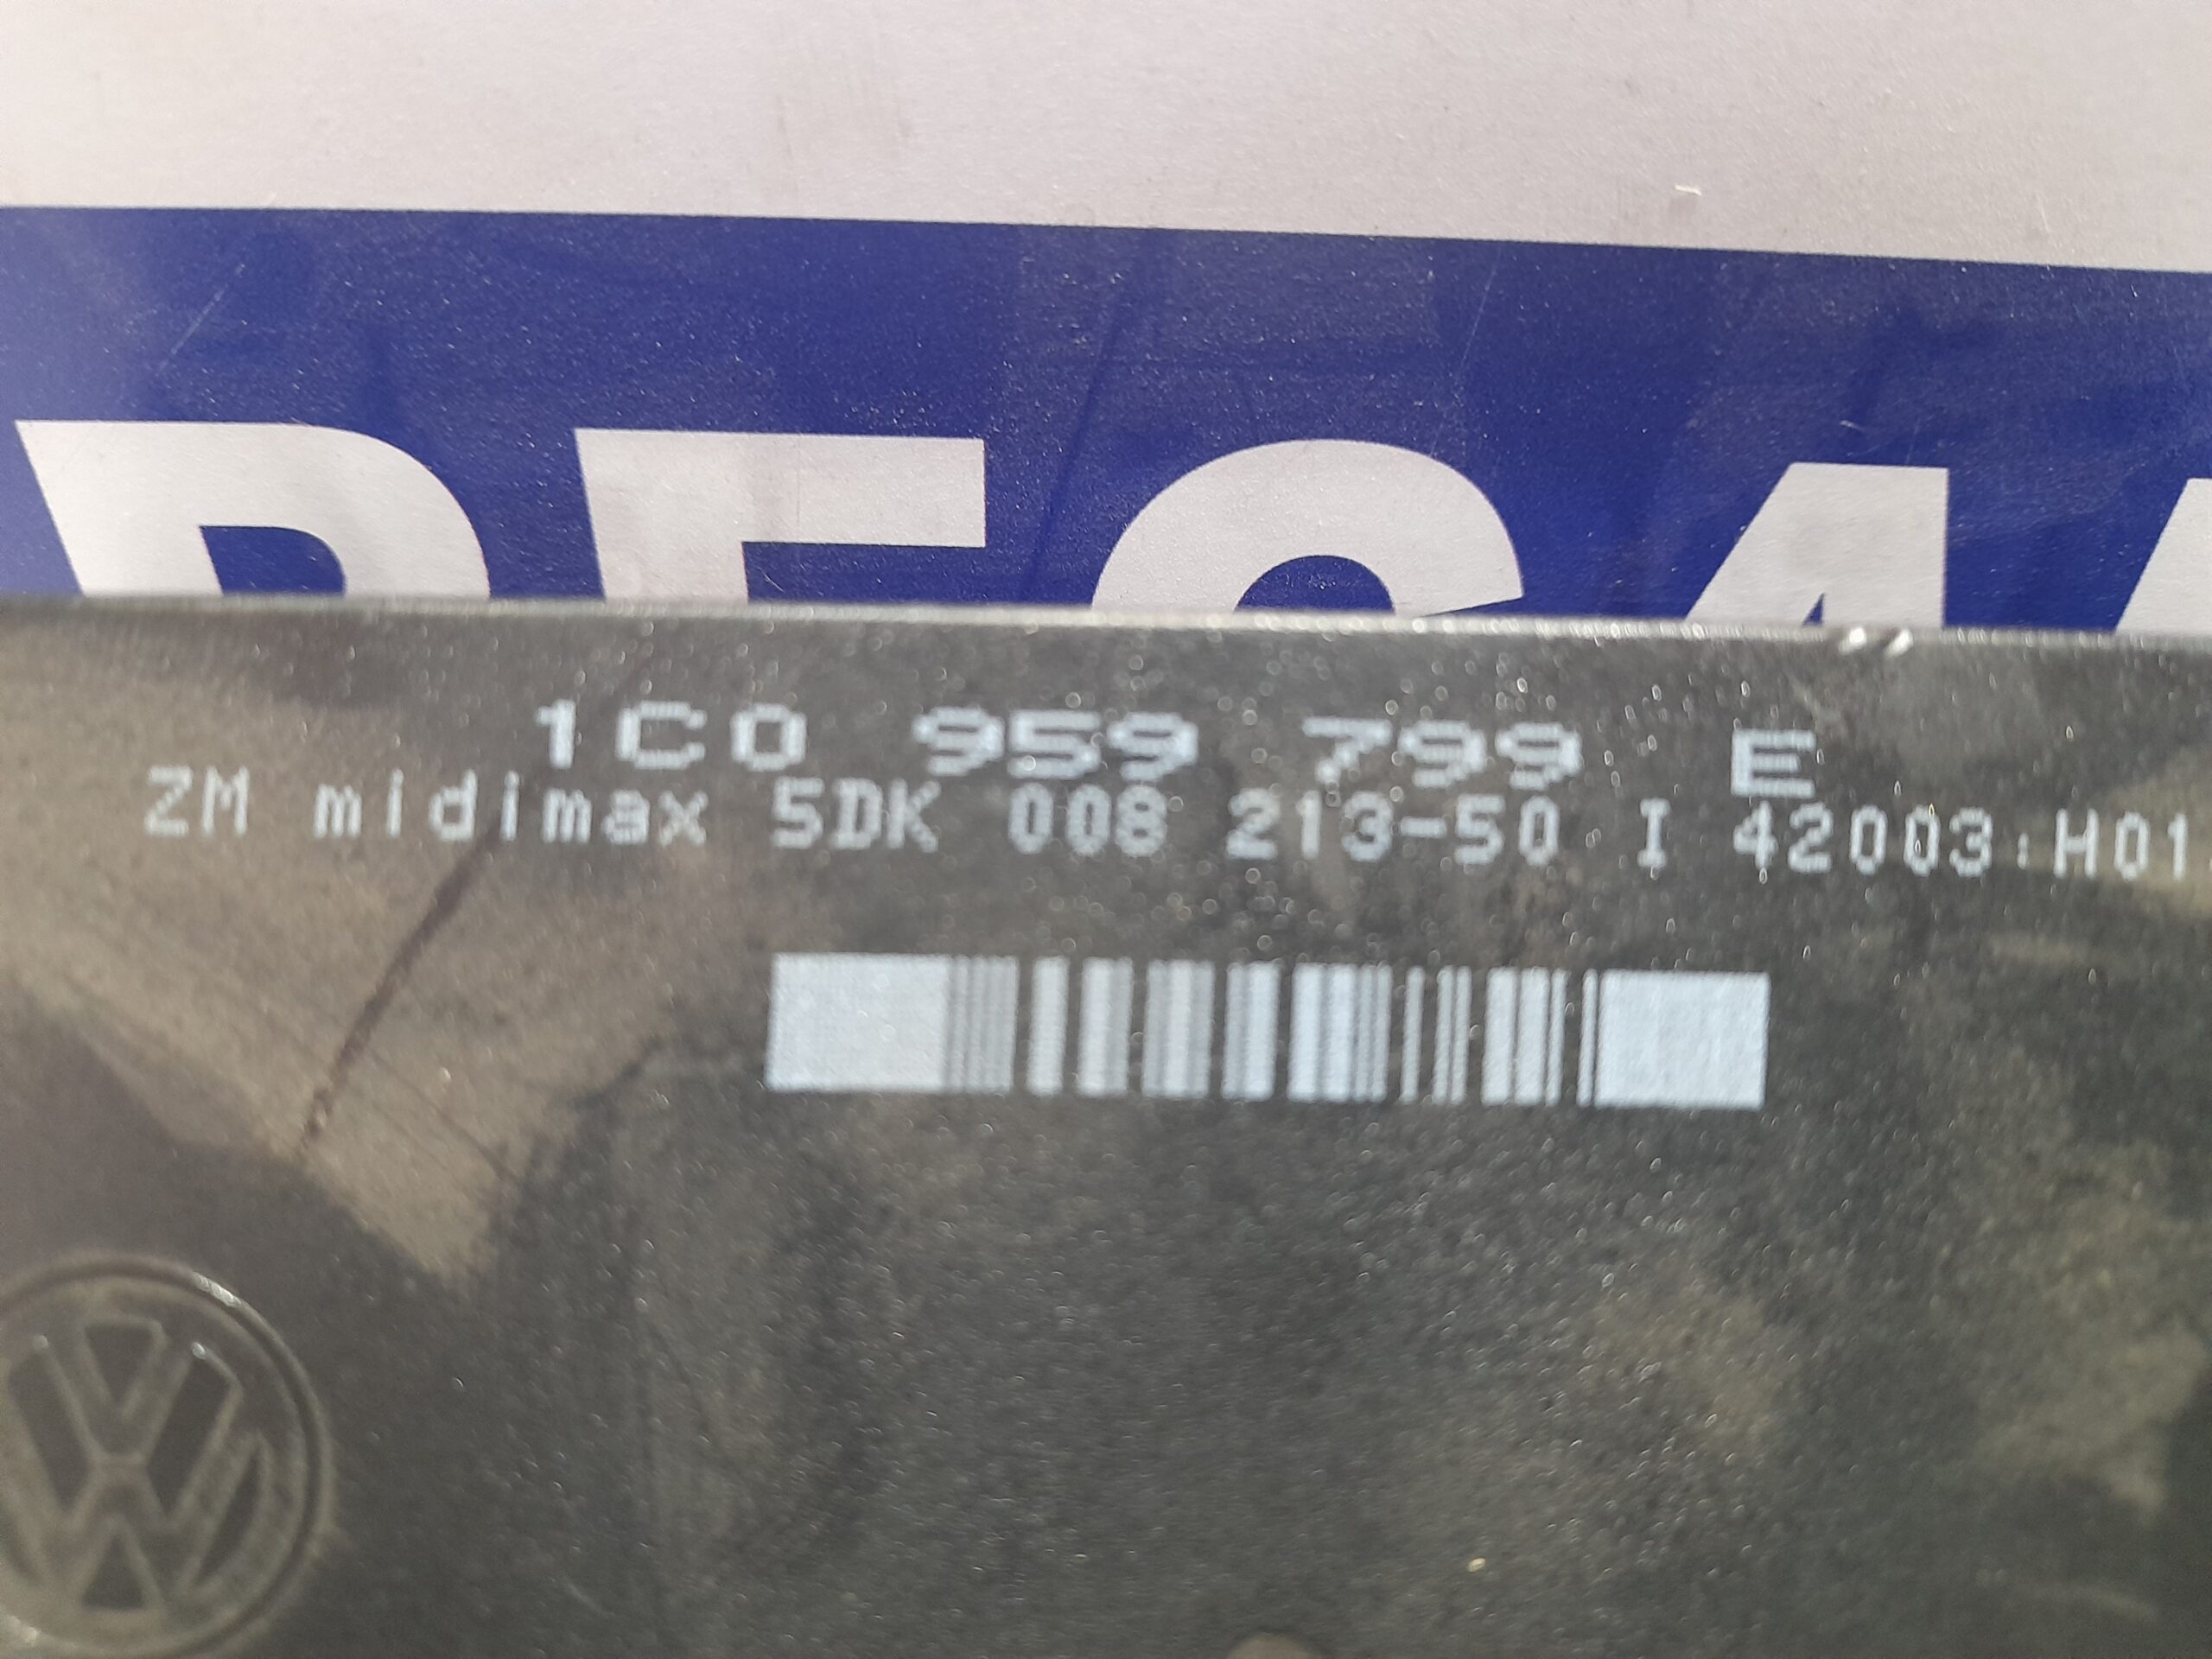 1C0 959 799 E
ZM midimax 5DK 008 213-50 I 42003:H01